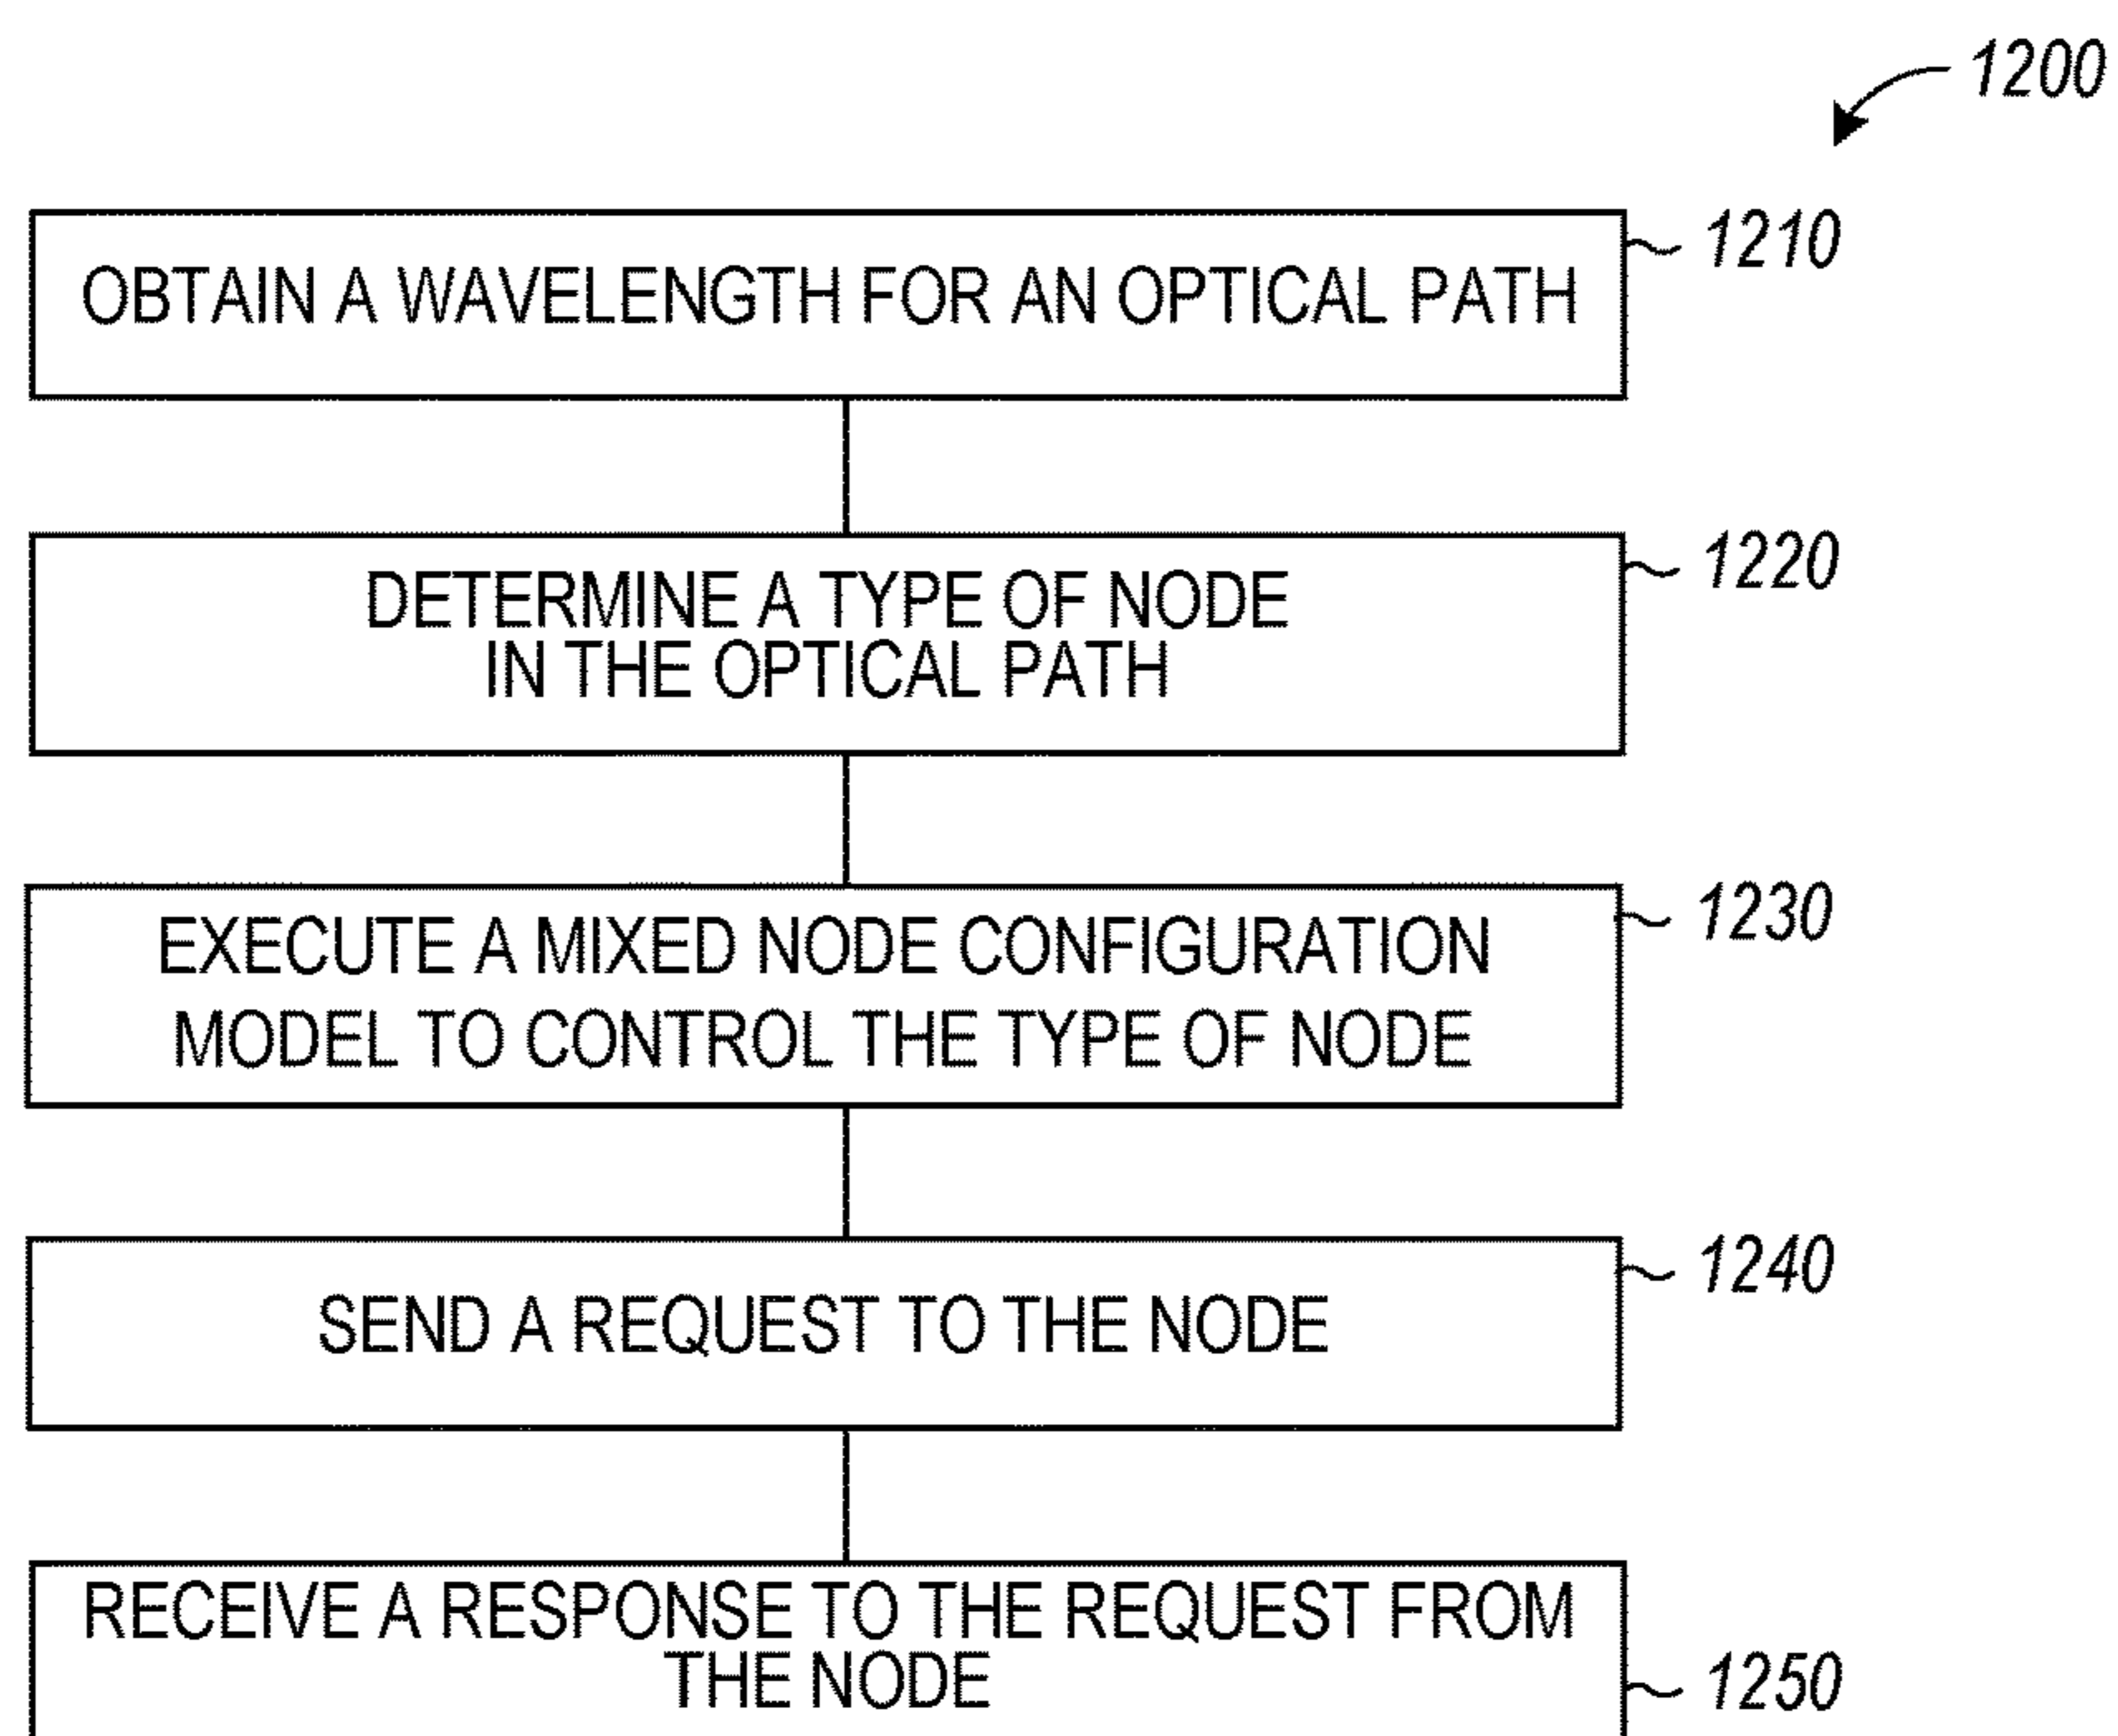 1200
OBTAIN A WAVELENGTH FOR AN OPTICAL PATH
1210
DETERMINE A TYPE OF NODE
IN THE OPTICAL PATH
1220
EXECUTE A MIXED NODE CONFIGURATION
MODEL TO CONTROL THE TYPE OF NODE
1230
SEND A REQUEST TO THE NODE
1240
RECEIVE A RESPONSE TO THE REQUEST FROM
THE NODE
1250